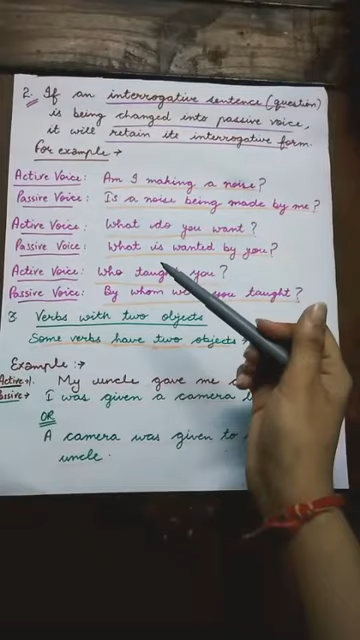 2. If an interrogative sentence (question)
is being changed into passive voice,
it will retain its interrogative form.
For example →
Active Voice: Am I making a noise?
Passive Voice: Is a noise being made by me?
Active Voice: What do you want?
Passive Voice: What is wanted by you?
Active Voice: Who taught you?
Passive Voice: By whom were you taught?
3. Verbs with two objects
Some verbs have two objects
Example :→
Active → My uncle gave me
Passive → I was given a camera
OR
A camera was given to
uncle.